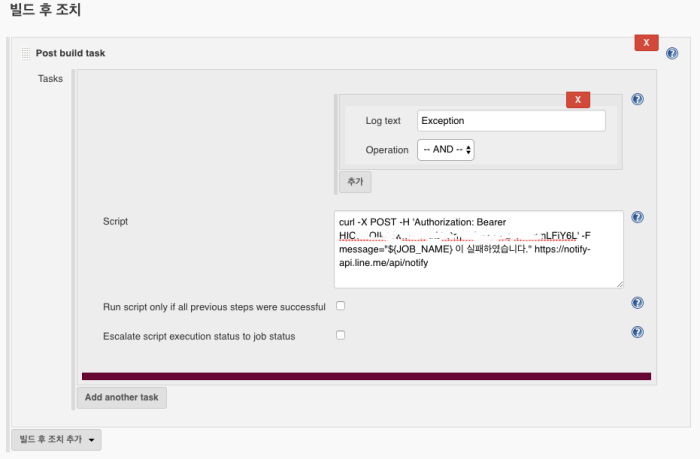 빌드 후 조치
X
Post build task
Tasks
X
Log text Exception
Operation -- AND --
추가
Script
curl -X POST -H 'Authorization: Bearer
-F
message="${JOB_NAME} 이 실패하였습니다." https://notify-
api.line.me/api/notify
Run script only if all previous steps were successful
Escalate script execution status to job status
Add another task
빌드 후 조치 추가